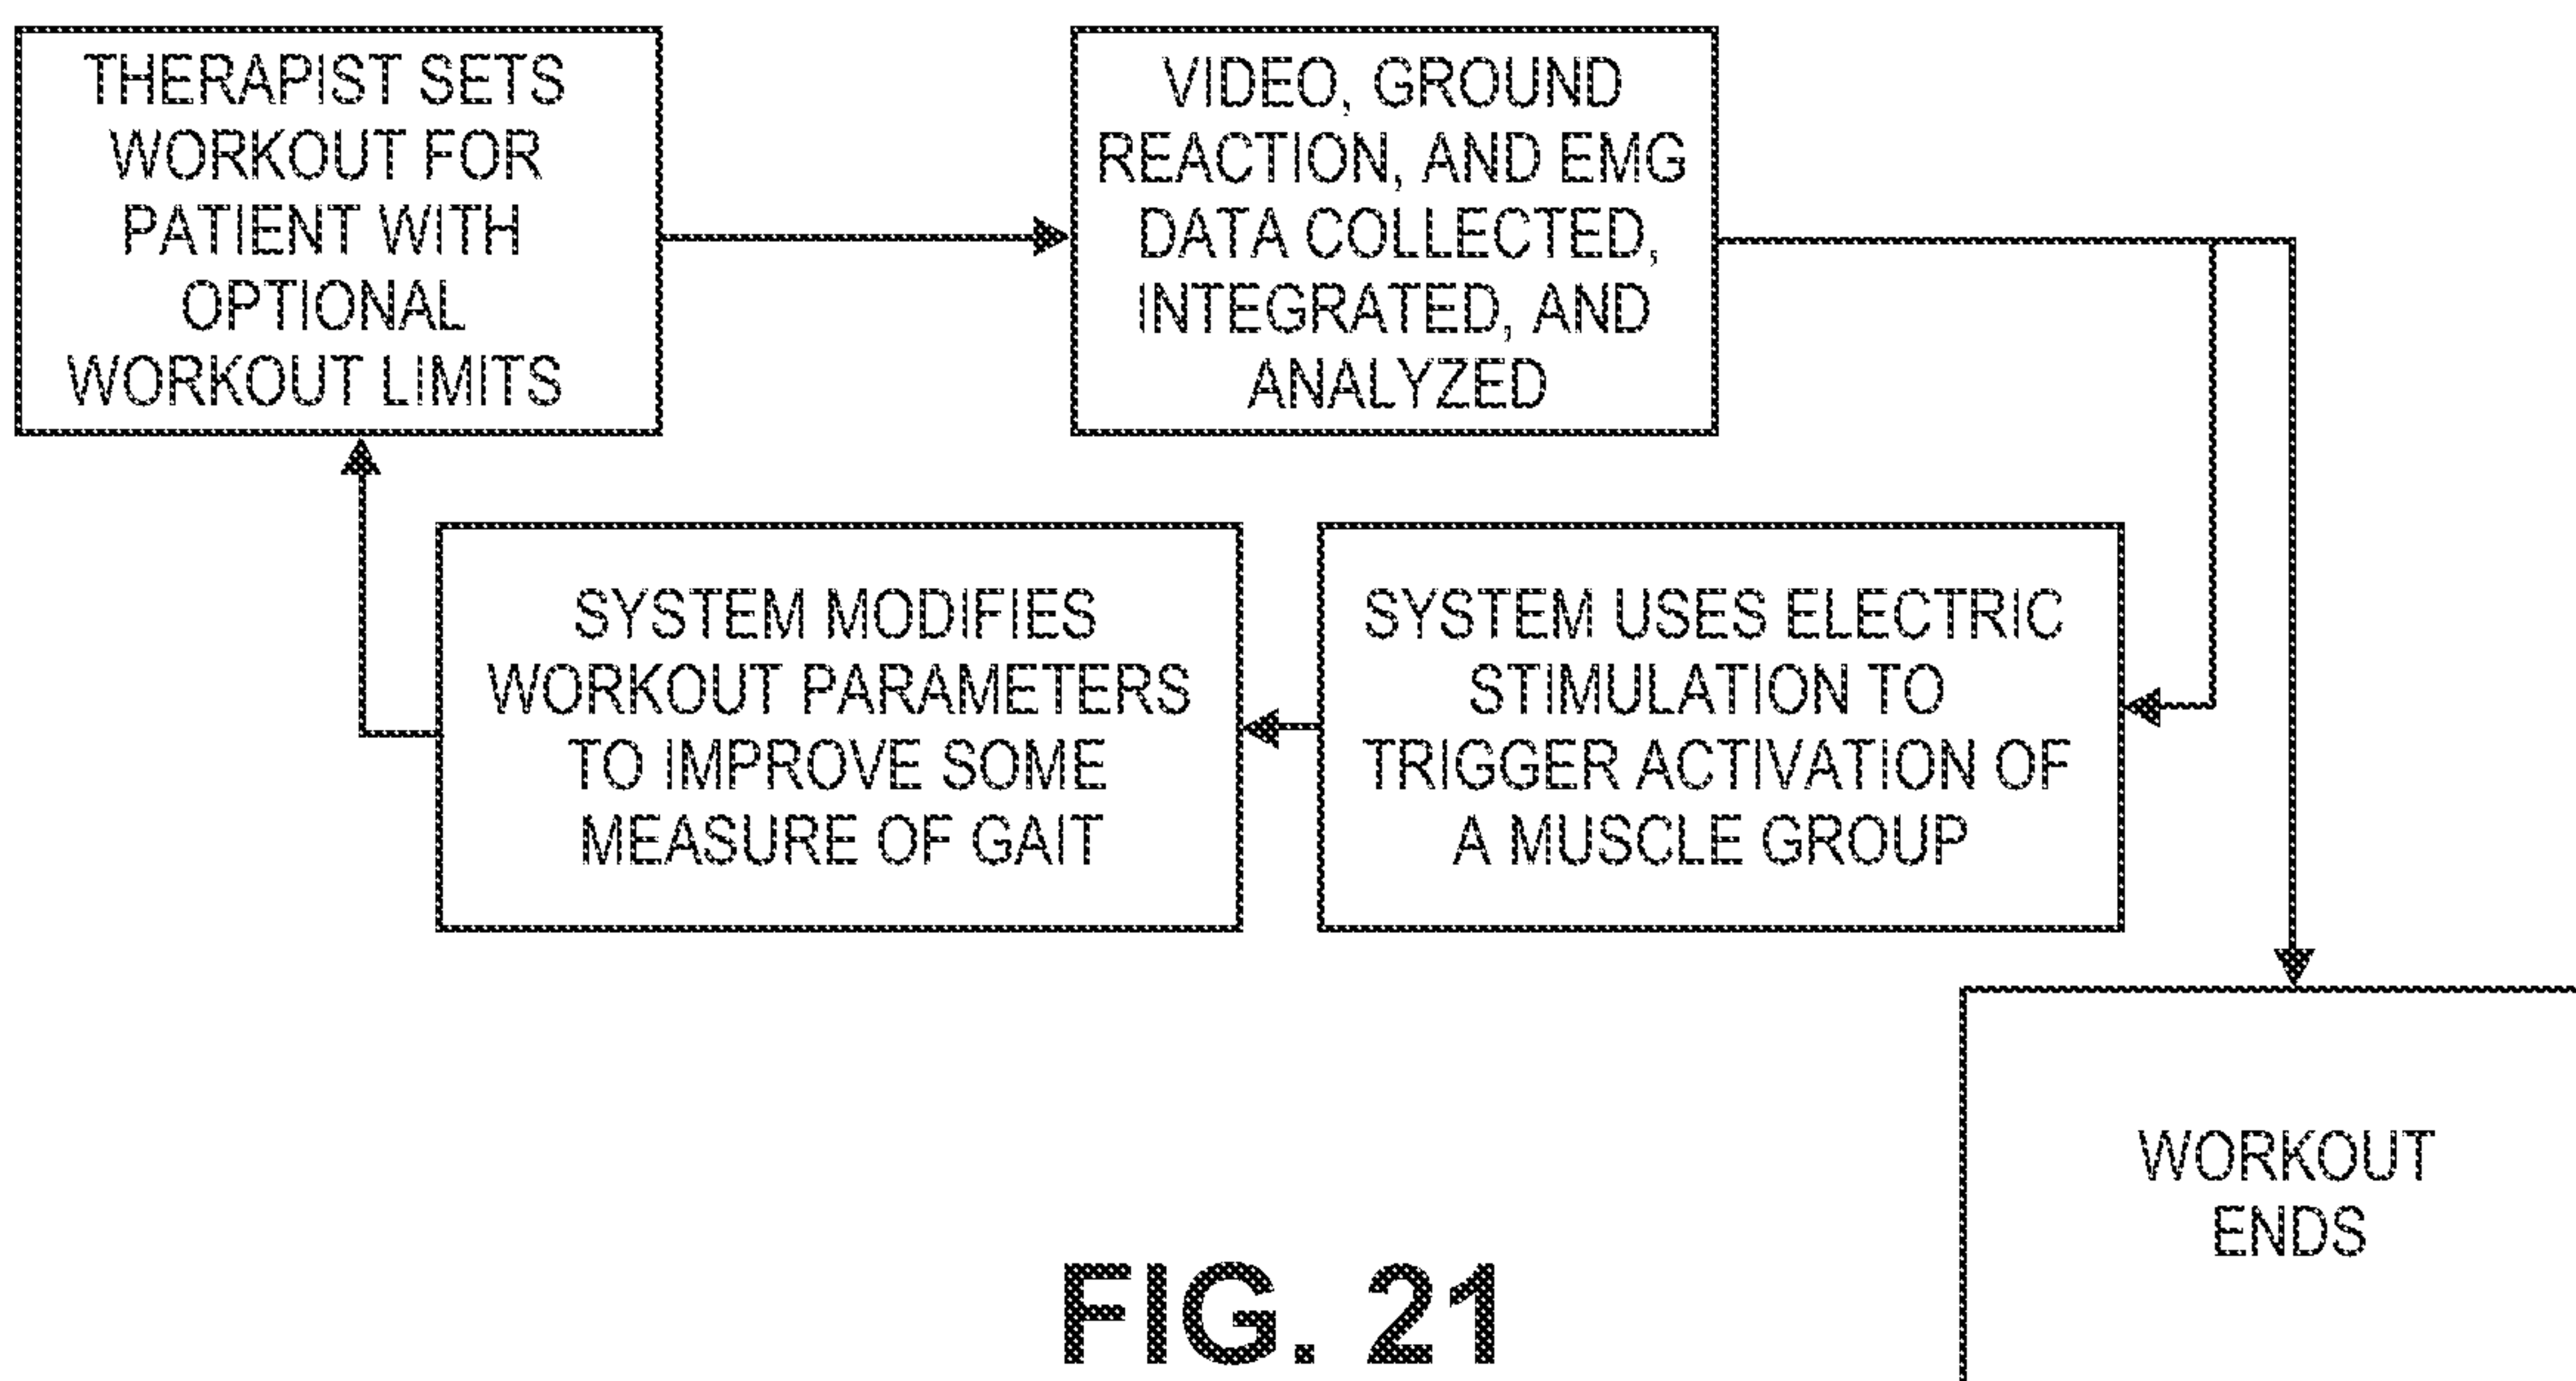 THERAPIST SETS
WORKOUT FOR
PATIENT WITH
OPTIONAL
WORKOUT LIMITS
VIDEO, GROUND
REACTION, AND EMG
DATA COLLECTED,
INTEGRATED, AND
ANALYZED
SYSTEM MODIFIES
WORKOUT PARAMETERS
TO IMPROVE SOME
MEASURE OF GAIT
SYSTEM USES ELECTRIC
STIMULATION TO
TRIGGER ACTIVATION OF
A MUSCLE GROUP
WORKOUT
ENDS
FIG. 21